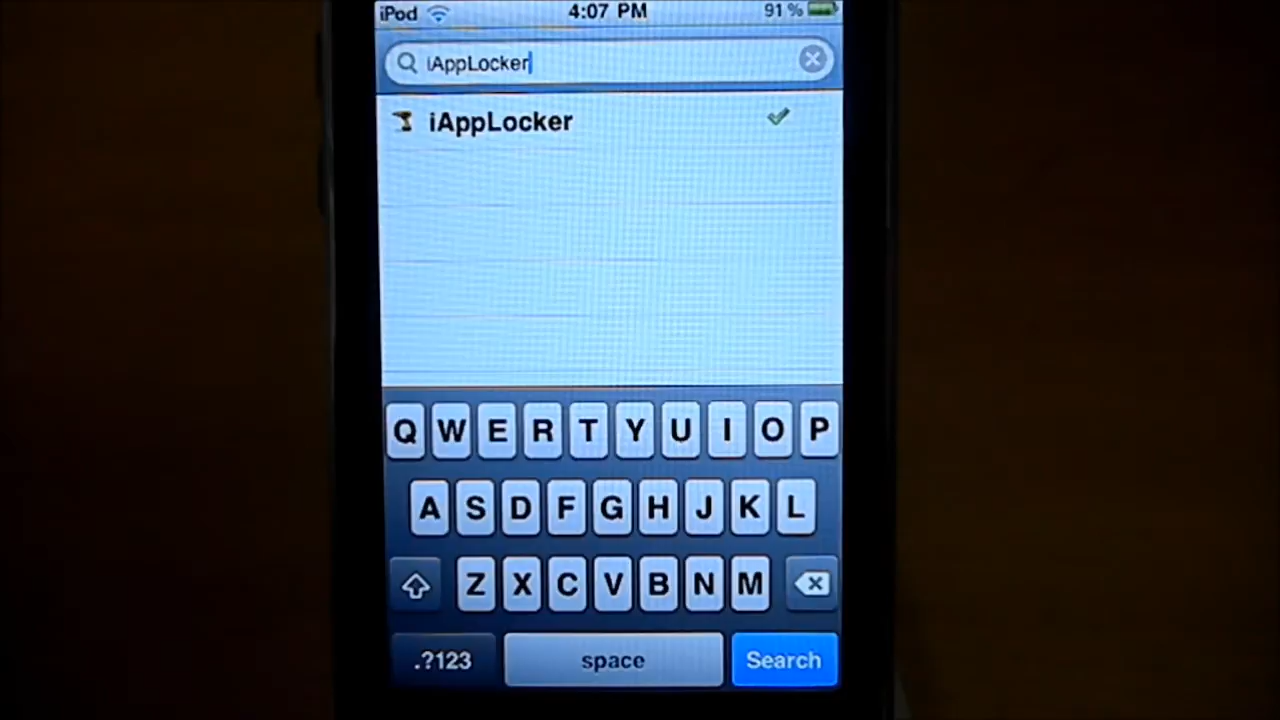 iPod 4:07 PM 91 %
iAppLocker
iAppLocker
Q W E R T Y U I O P
A S D F G H J K L
Z X C V B N M
.?123 space Search